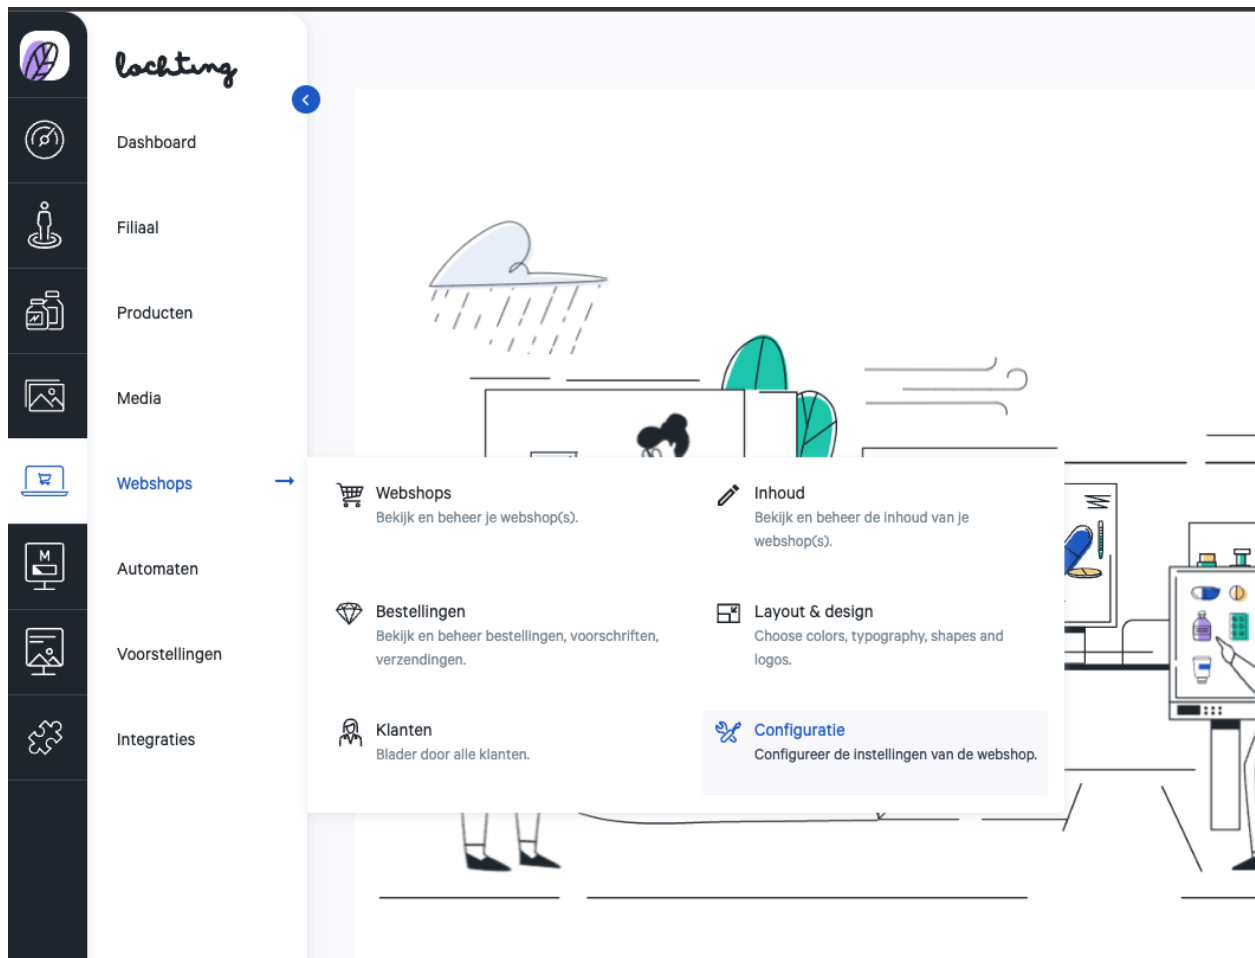 lochting
Dashboard
Filiaal
Producten
Media
Webshops
Automaten
Voorstellingen
Integraties
Webshops
Bekijk en beheer je webshop(s).
Inhoud
Bekijk en beheer de inhoud van je
webshop(s).
Bestellingen
Bekijk en beheer bestellingen, voorschriften,
verzendingen.
Layout & design
Choose colors, typography, shapes and
logos.
Klanten
Blader door alle klanten.
Configuratie
Configureer de instellingen van de webshop.
M